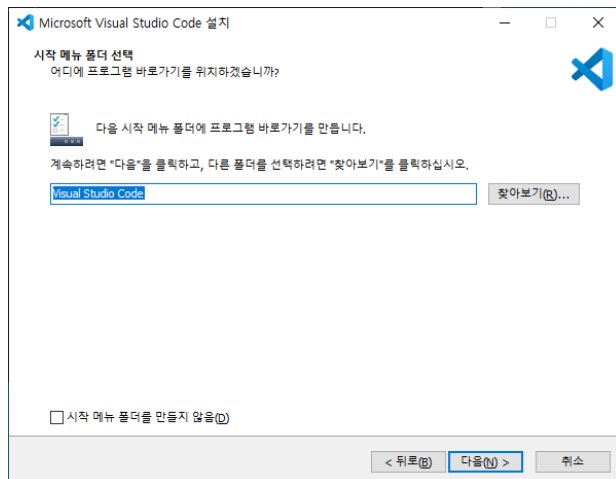 Microsoft Visual Studio Code 설치
시작 메뉴 폴더 선택
어디에 프로그램 바로가기를 위치하겠습니까?
다음 시작 메뉴 폴더에 프로그램 바로가기를 만듭니다.
계속하려면 "다음"을 클릭하고, 다른 폴더를 선택하려면 "찾아보기"를 클릭하십시오.
Visual Studio Code 찾아보기(R)...
시작 메뉴 폴더를 만들지 않음(D)
< 뒤로(B) 다음(N) > 취소